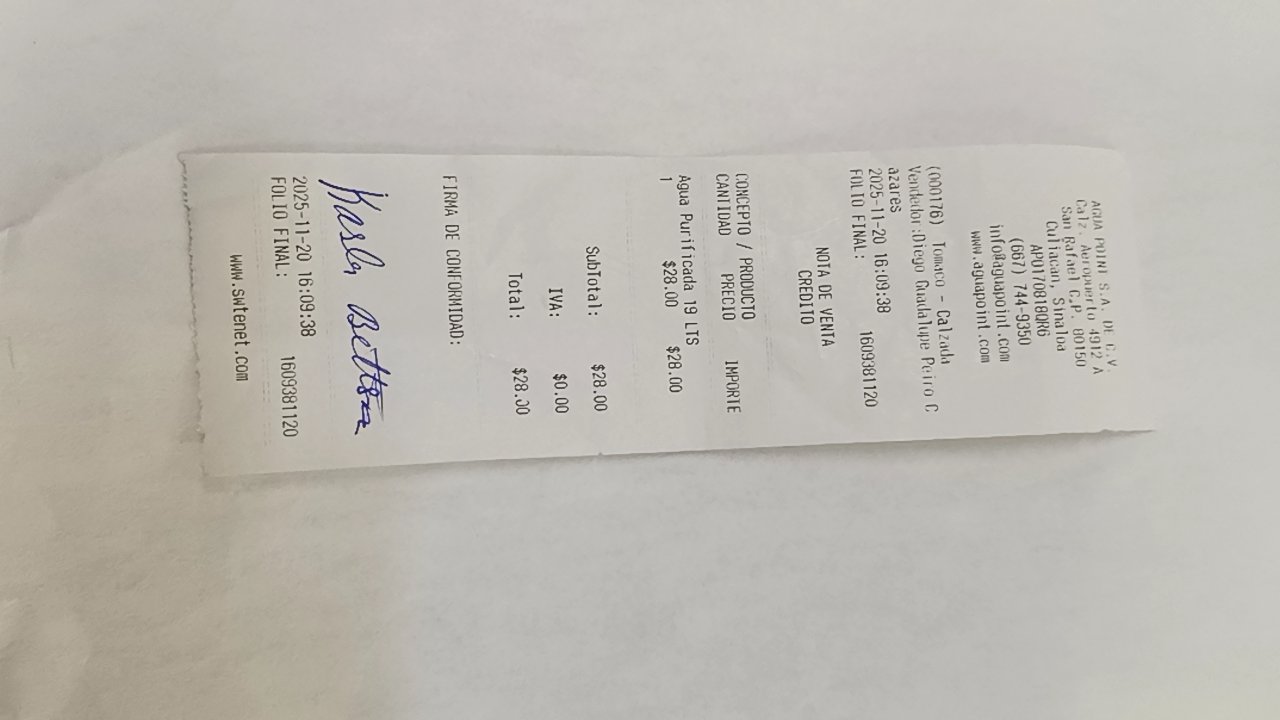 AGUA POINT S.A. DE C.V.
Calz. Aeropuerto 4912 A
San Rafael C.P. 80150
Culiacan, Sinaloa
APO170818QR6
(667) 744-9350
info@aguapoint.com
www.aguapoint.com
(000176) Tomaco - Calzada
Vendedor:Diego Guadalupe Peiro C
azares
2025-11-20 16:09:38
FOLIO FINAL: 1609381120
NOTA DE VENTA
CREDITO
CONCEPTO / PRODUCTO
CANTIDAD PRECIO IMPORTE
Agua Purificada 19 LTS
1 $28.00 $28.00
SubTotal: $28.00
IVA: $0.00
Total: $28.00
FIRMA DE CONFORMIDAD:
Karla
2025-11-20 16:09:38
FOLIO FINAL: 1609381120
www.swtenet.com